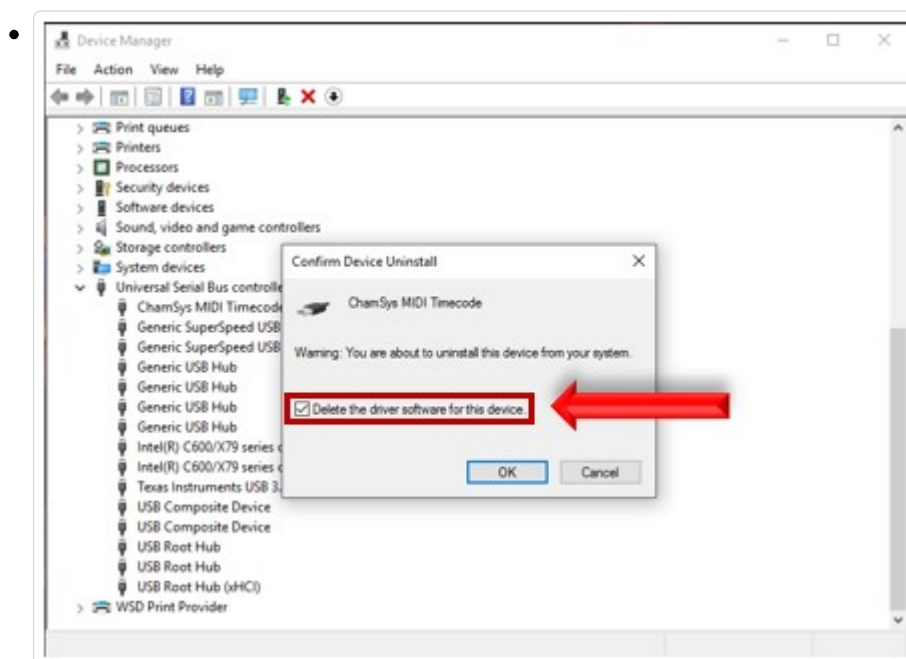 Device Manager
File Action View Help
Print queues
Printers
Processors
Security devices
Software devices
Sound, video and game controllers
Storage controllers
System devices
Universal Serial Bus controlle
ChamSys MIDI Timecode
Generic SuperSpeed USB
Generic SuperSpeed USB
Generic USB Hub
Generic USB Hub
Generic USB Hub
Generic USB Hub
Intel(R) C600/X79 series c
Intel(R) C600/X79 series c
Texas Instruments USB 3.
USB Composite Device
USB Composite Device
USB Root Hub
USB Root Hub
USB Root Hub (xHCI)
WSD Print Provider
Confirm Device Uninstall
ChamSys MIDI Timecode
Warning: You are about to uninstall this device from your system.
Delete the driver software for this device.
OK Cancel